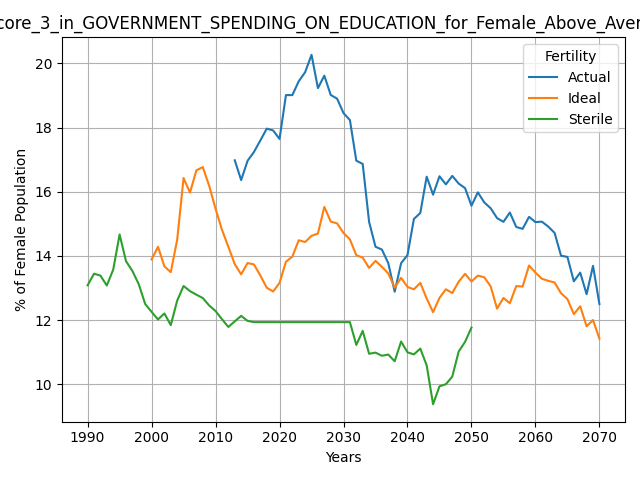 core_3_in_GOVERNMENT_SPENDING_ON_EDUCATION_for_Female_Above_Aver
Fertility
Actual
Ideal
Sterile
% of Female Population
20
18
16
14
12
10
1990 2000 2010 2020 2030 2040 2050 2060 2070
Years